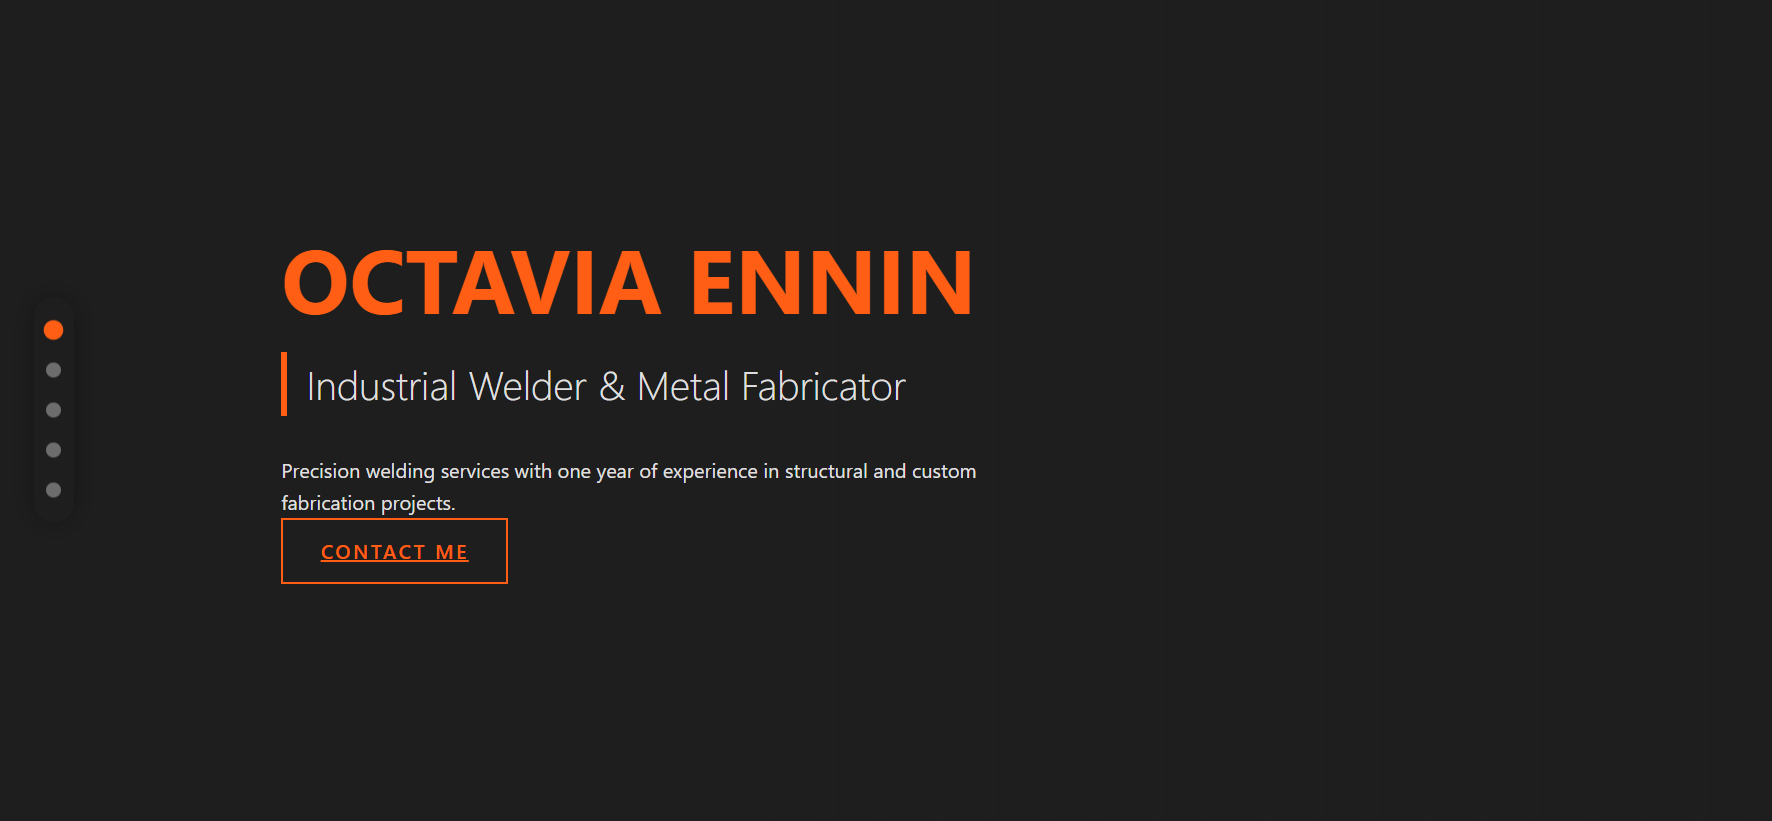 OCTAVIA ENNIN
Industrial Welder & Metal Fabricator
Precision welding services with one year of experience in structural and custom
fabrication projects.
CONTACT ME